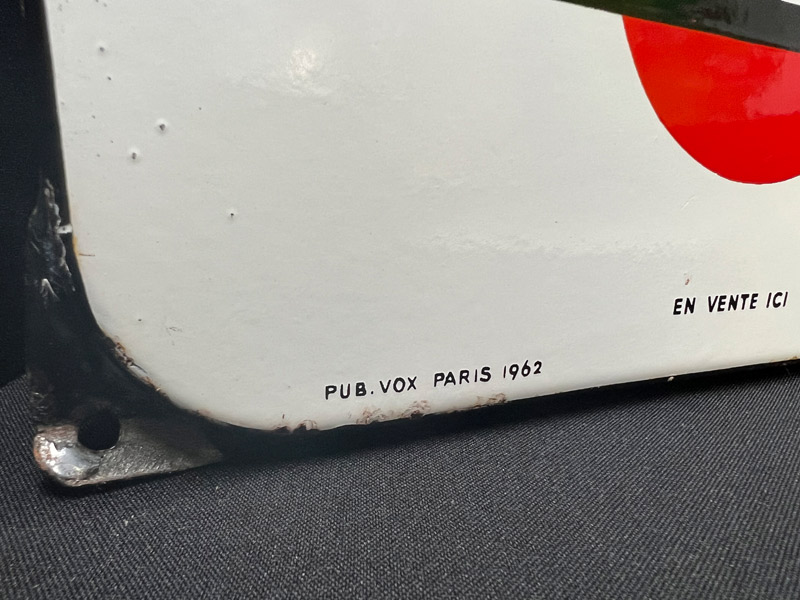 EN VENTE ICI
PUB. VOX PARIS 1962